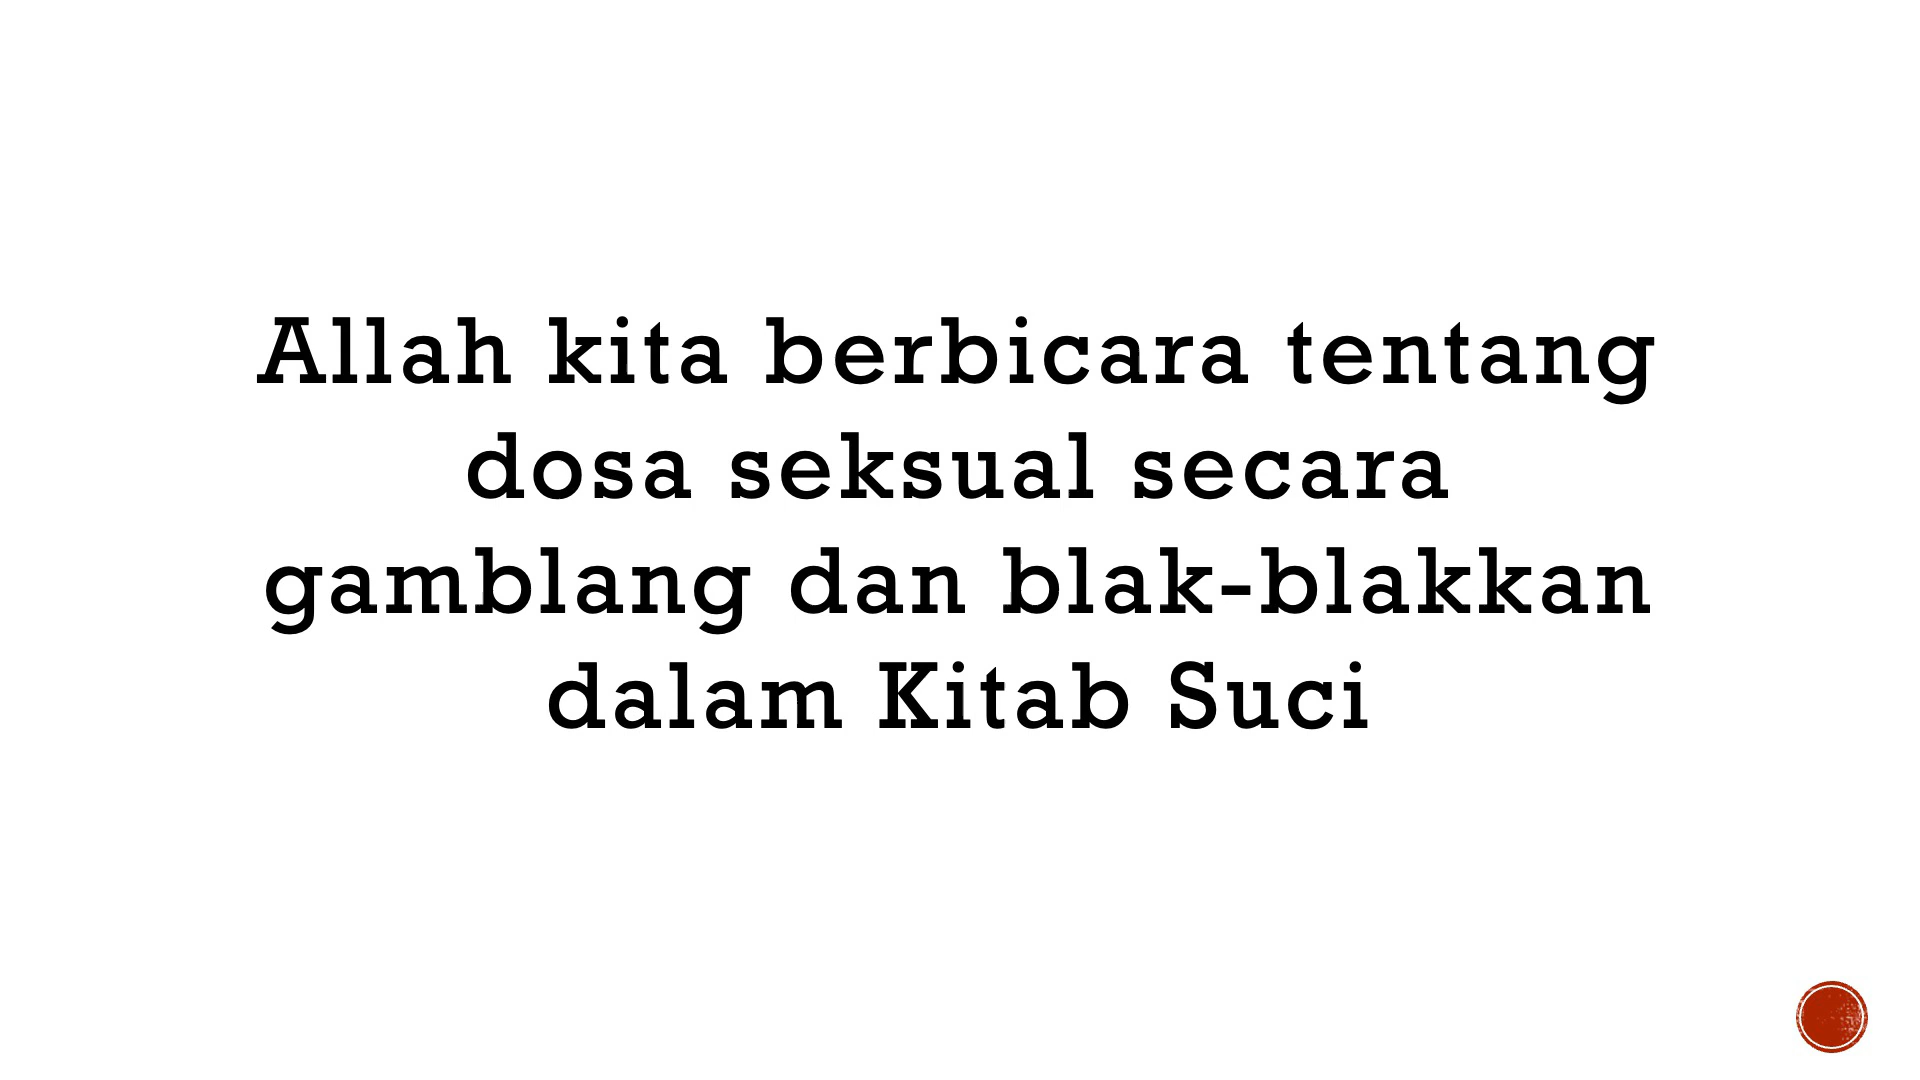 Allah kita berbicara tentang
dosa seksual secara
gamblang dan blak-blakkan
dalam Kitab Suci